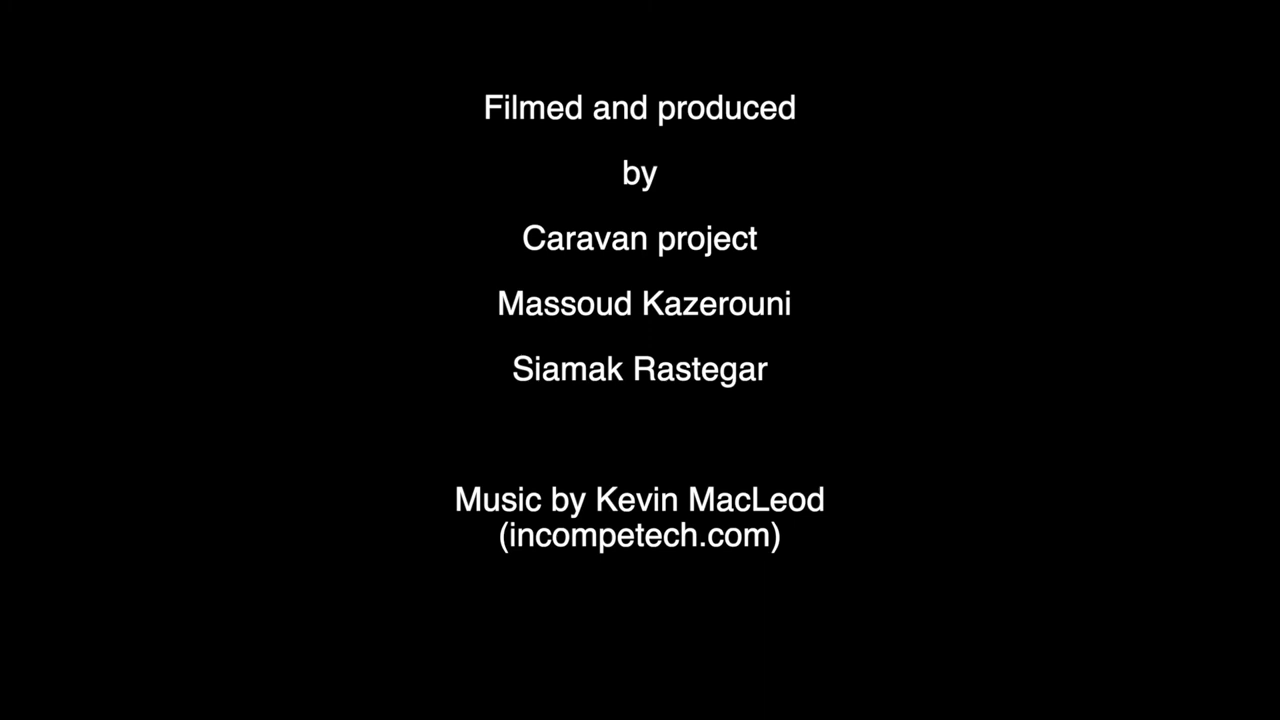 Filmed and produced
by
Caravan project
Massoud Kazerouni
Siamak Rastegar
Music by Kevin MacLeod
(incompetech.com)